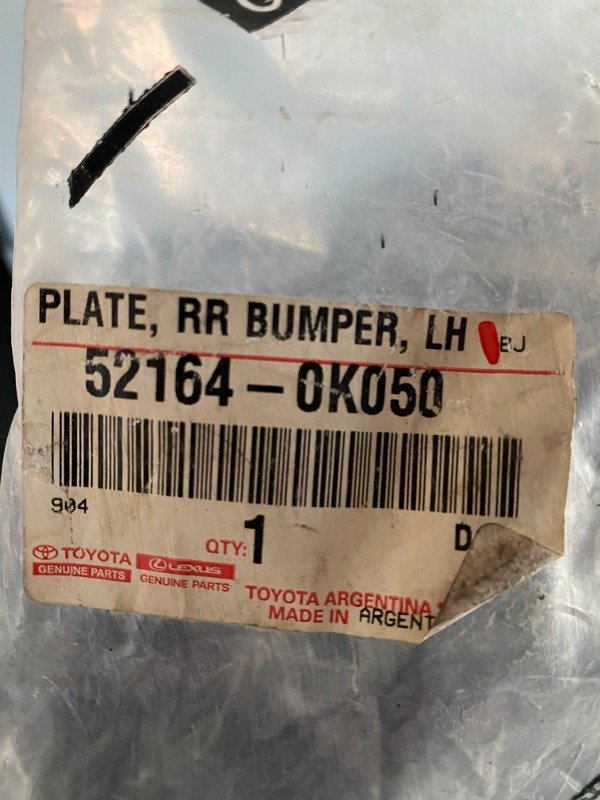 PLATE, RR BUMPER, LH BJ
52164-0K050
904
QTY: 1 D
TOYOTA LEXUS
GENUINE PARTS GENUINE PARTS
TOYOTA ARGENTINA
MADE IN ARGENT